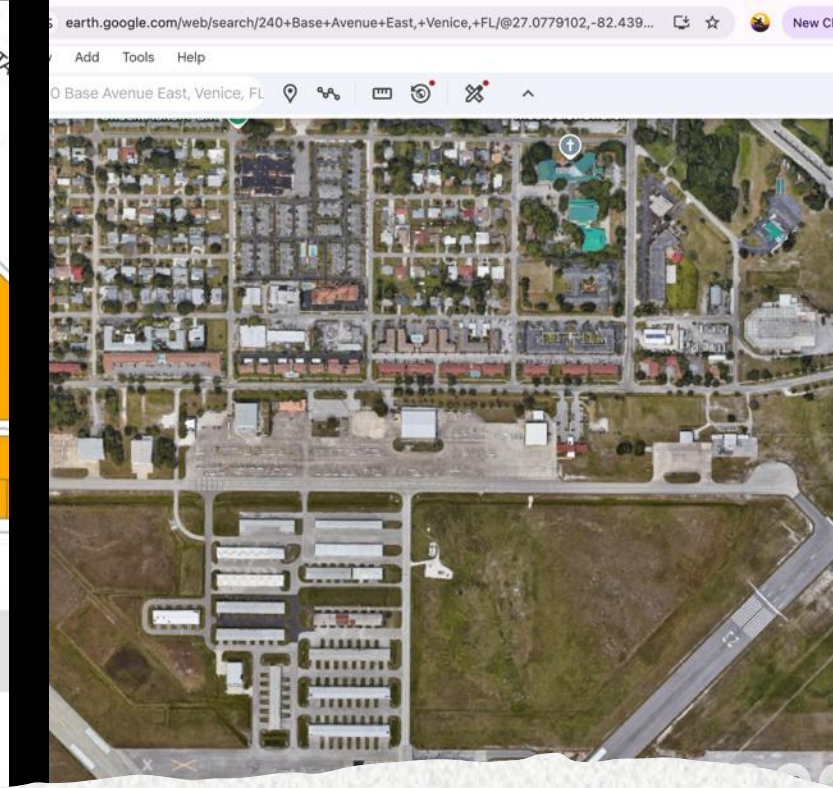 earth.google.com/web/search/240+Base+Avenue+East,+Venice,+FL/@27.0779102,-82.439...
New Cl
Add Tools Help
0 Base Avenue East, Venice, FL